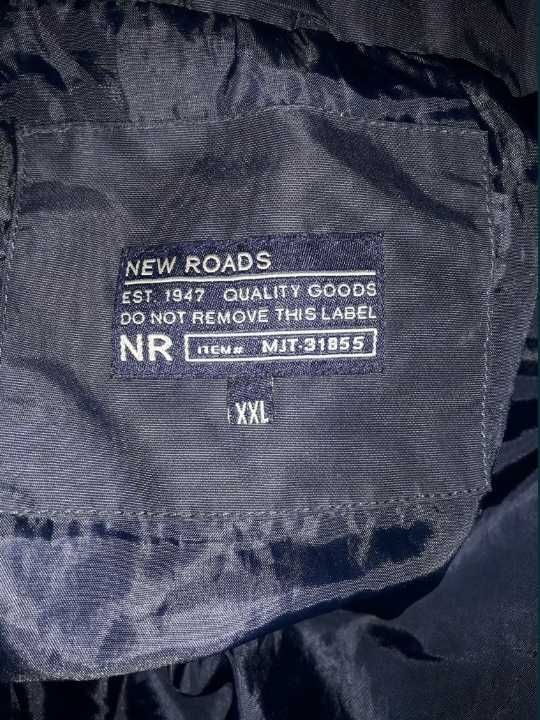 NEW ROADS
EST. 1947 QUALITY GOODS
DO NOT REMOVE THIS LABEL
NR ITEM# MJT-31855
XXL